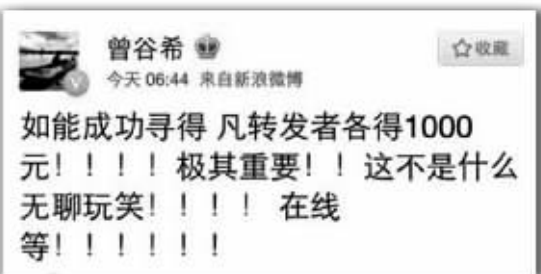 曾谷希
收藏
今天 06:44 来自新浪微博
如能成功寻得 凡转发者各得1000
元！！！！极其重要！！这不是什么
无聊玩笑！！！！ 在线
等！！！！！！